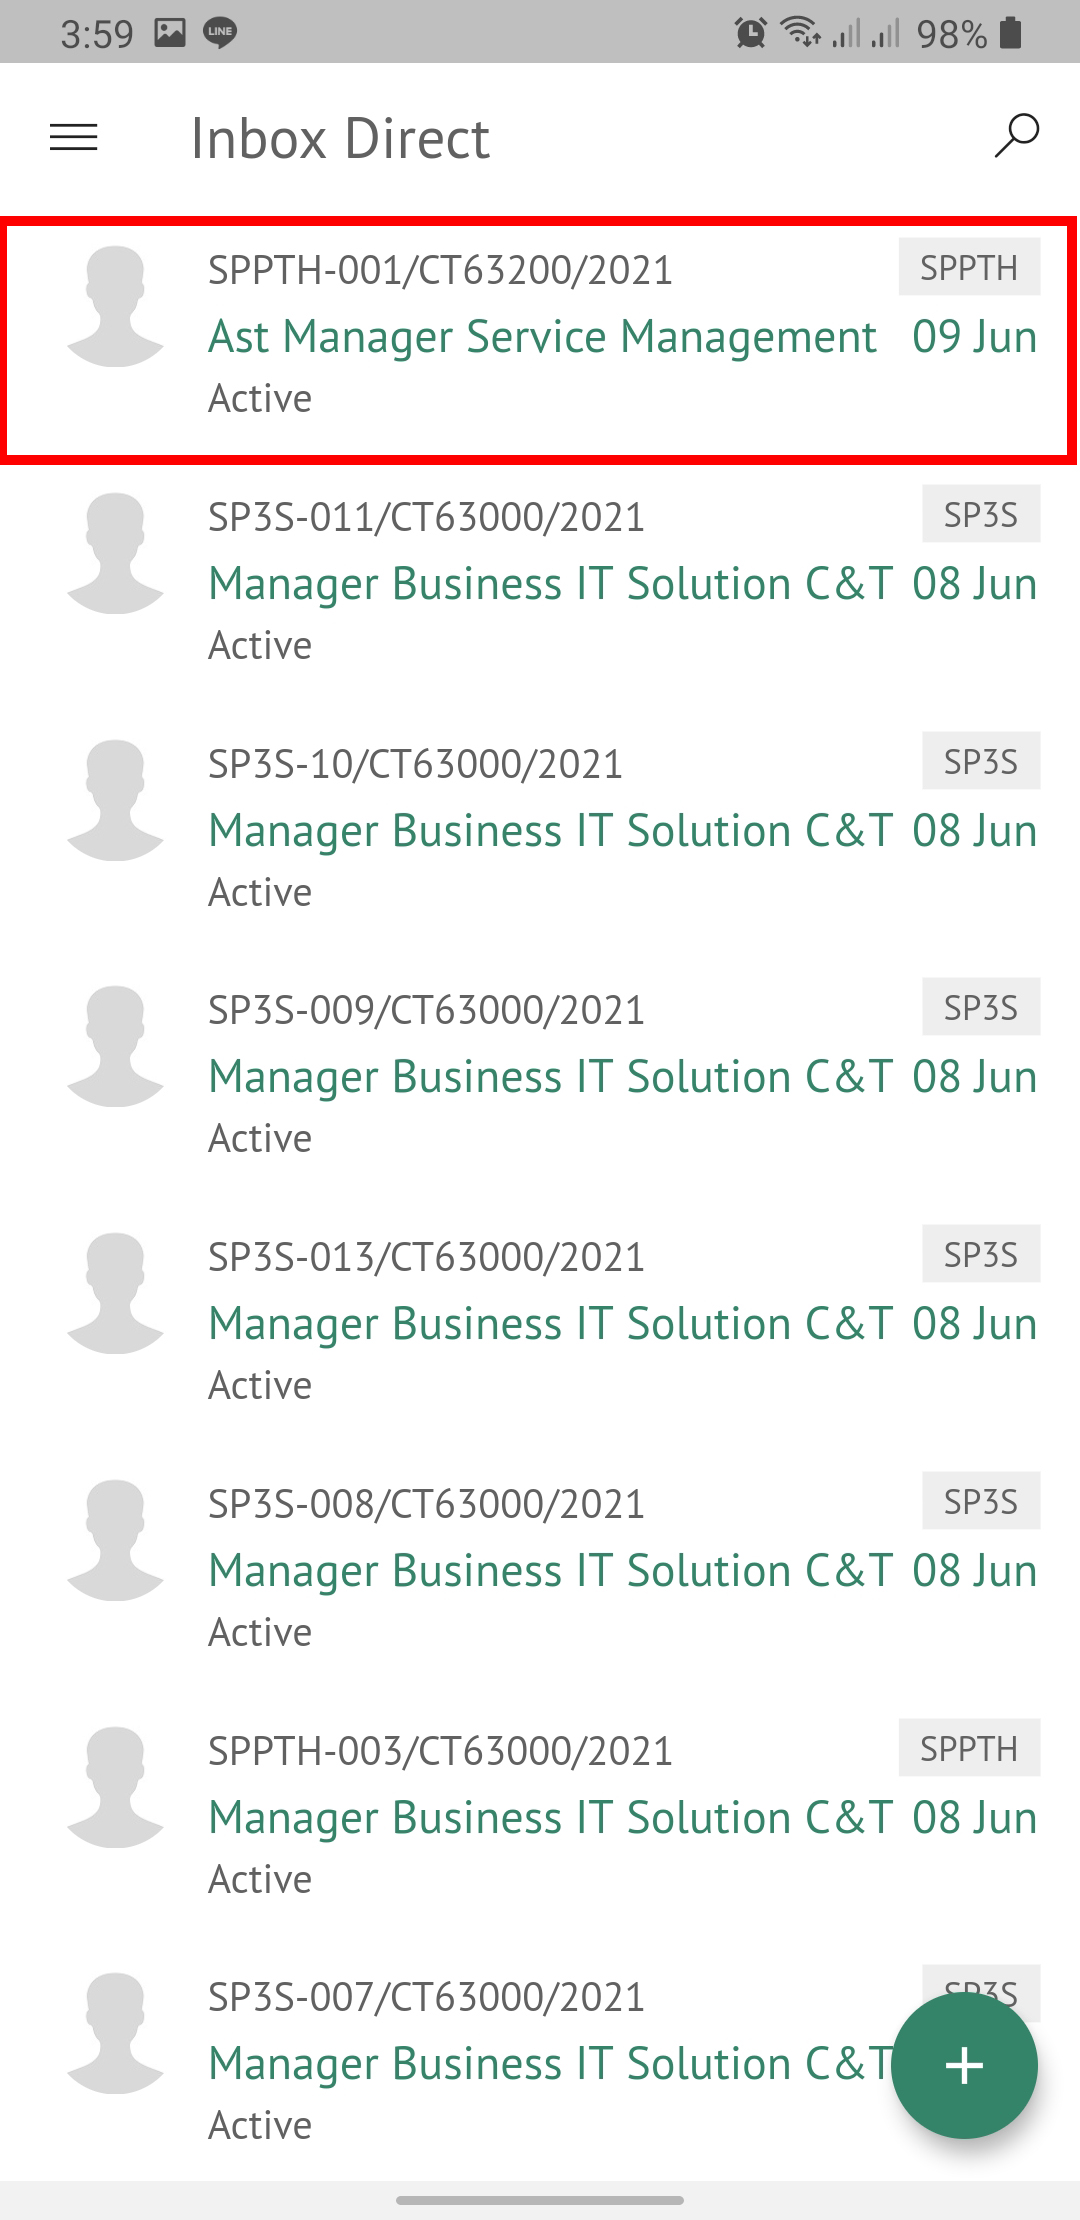 3:59 LINE 98%
Inbox Direct
SPPTH-001/CT63200/2021 SPPTH
Ast Manager Service Management 09 Jun
Active
SP3S-011/CT63000/2021 SP3S
Manager Business IT Solution C&T 08 Jun
Active
SP3S-10/CT63000/2021 SP3S
Manager Business IT Solution C&T 08 Jun
Active
SP3S-009/CT63000/2021 SP3S
Manager Business IT Solution C&T 08 Jun
Active
SP3S-013/CT63000/2021 SP3S
Manager Business IT Solution C&T 08 Jun
Active
SP3S-008/CT63000/2021 SP3S
Manager Business IT Solution C&T 08 Jun
Active
SPPTH-003/CT63000/2021 SPPTH
Manager Business IT Solution C&T 08 Jun
Active
SP3S-007/CT63000/2021 SP3S
Manager Business IT Solution C&T
Active